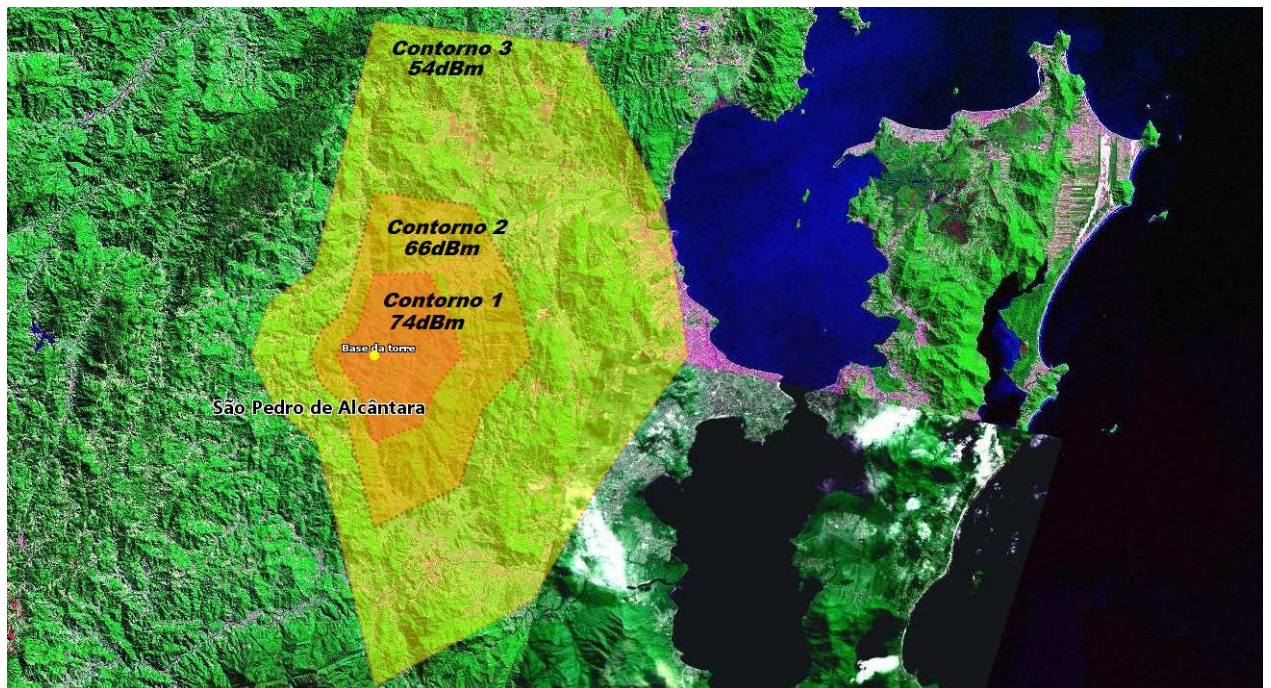 Contorno 3
54dBm
Contorno 2
66dBm
Contorno 1
74dBm
Base da torre
São Pedro de Alcântara